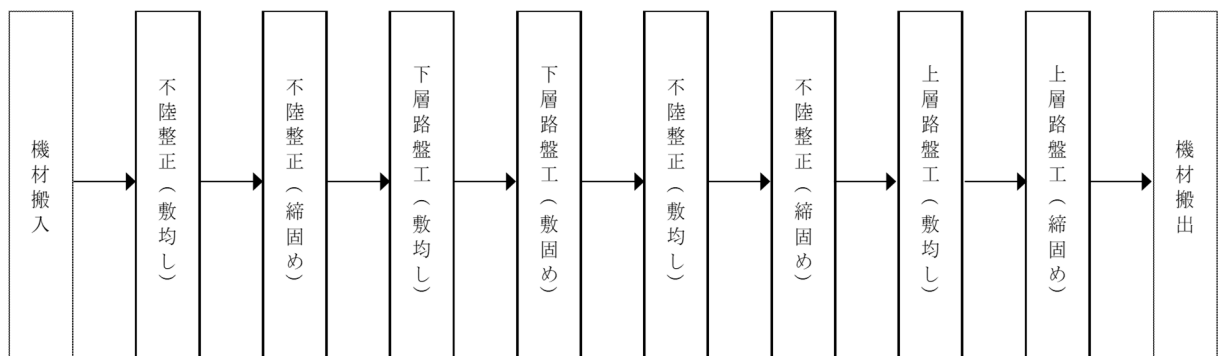 機材搬入
不陸整正（敷均し）
不陸整正（締固め）
下層路盤工（敷均し）
下層路盤工（敷固め）
不陸整正（敷均し）
不陸整正（締固め）
上層路盤工（敷均し）
上層路盤工（締固め）
機材搬出